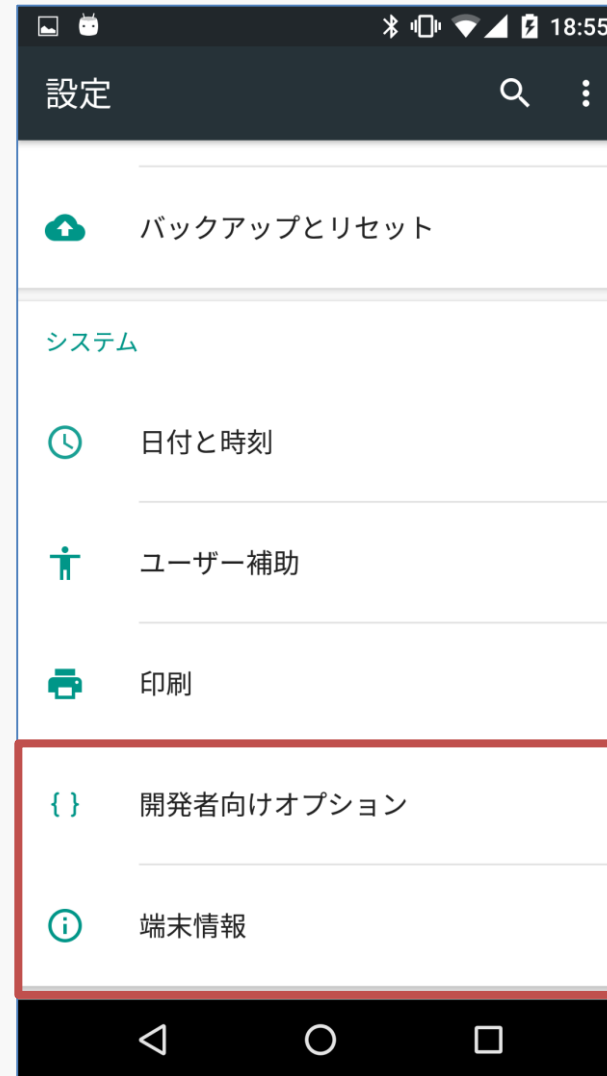 18:55
設定
バックアップとリセット
システム
日付と時刻
ユーザー補助
印刷
{ } 開発者向けオプション
端末情報